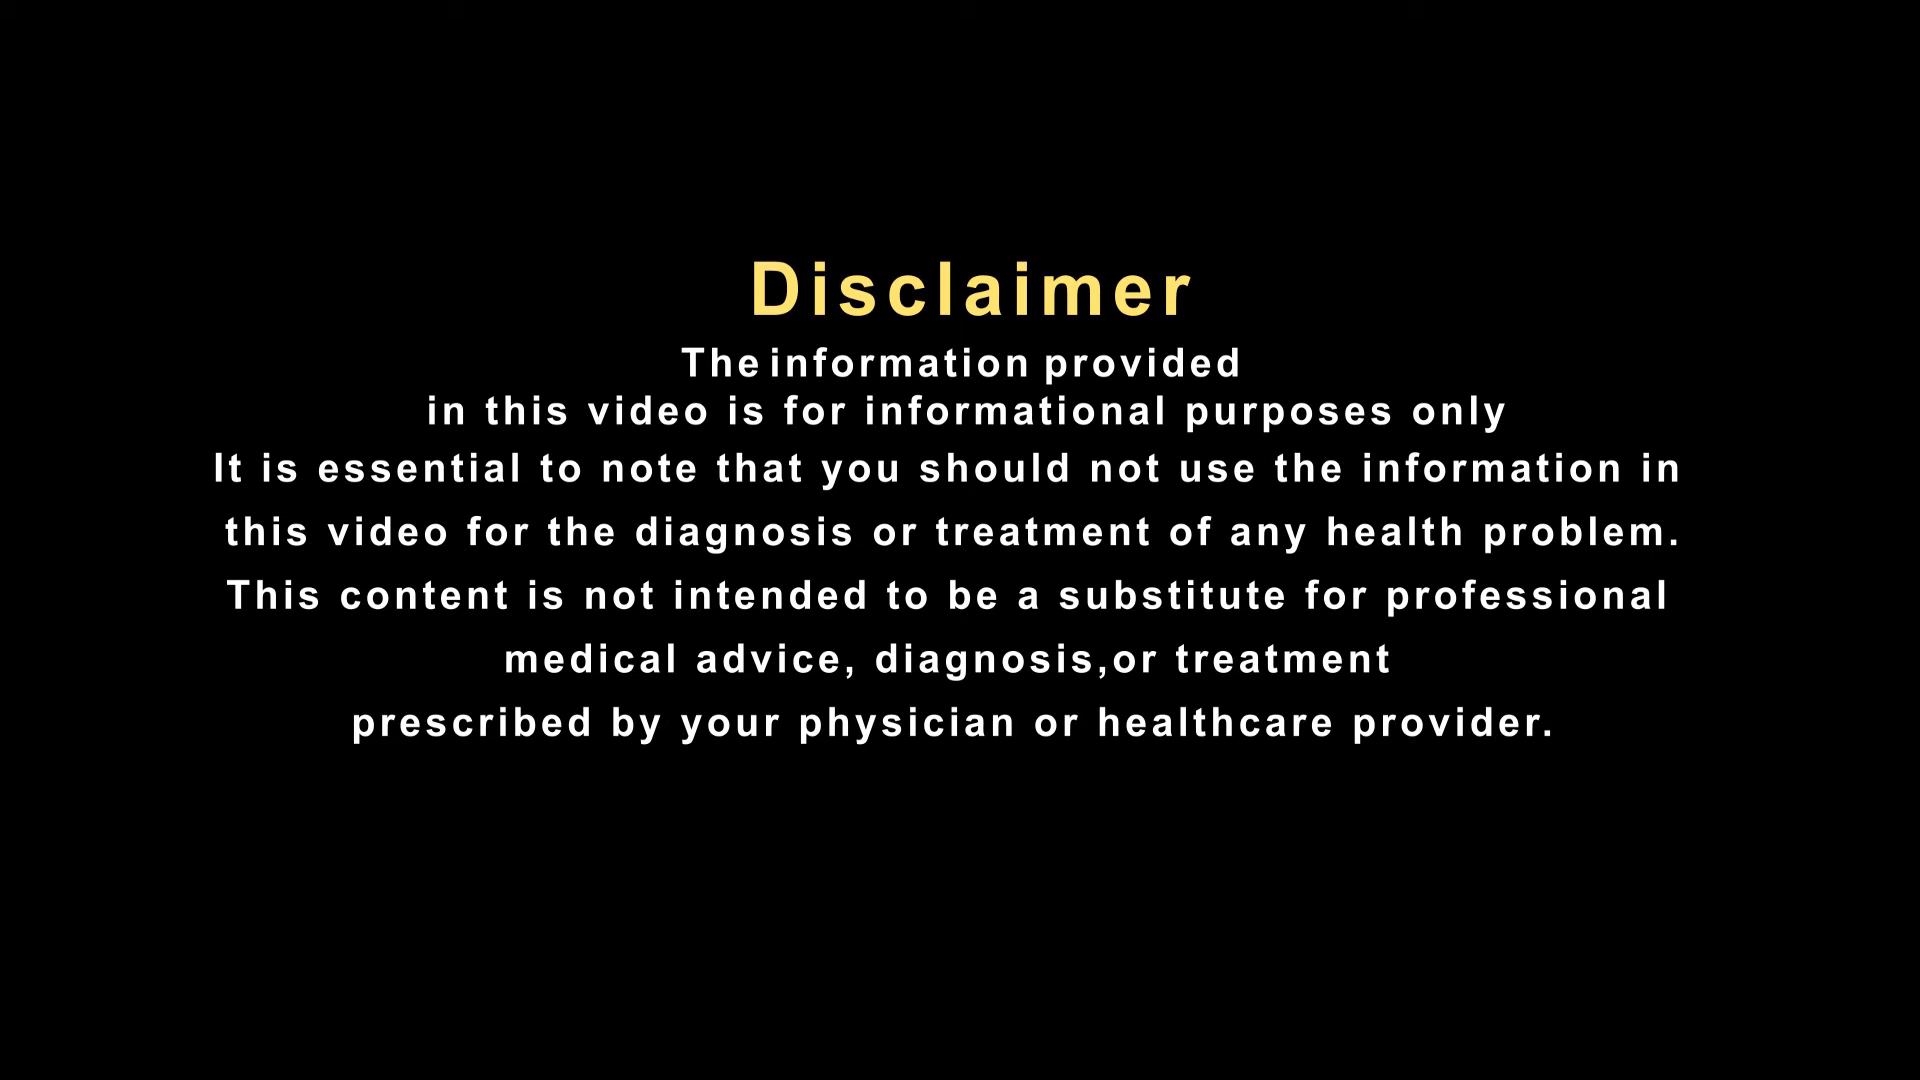 Disclaimer
The information provided
in this video is for informational purposes only
It is essential to note that you should not use the information in
this video for the diagnosis or treatment of any health problem.
This content is not intended to be a substitute for professional
medical advice, diagnosis,or treatment
prescribed by your physician or healthcare provider.